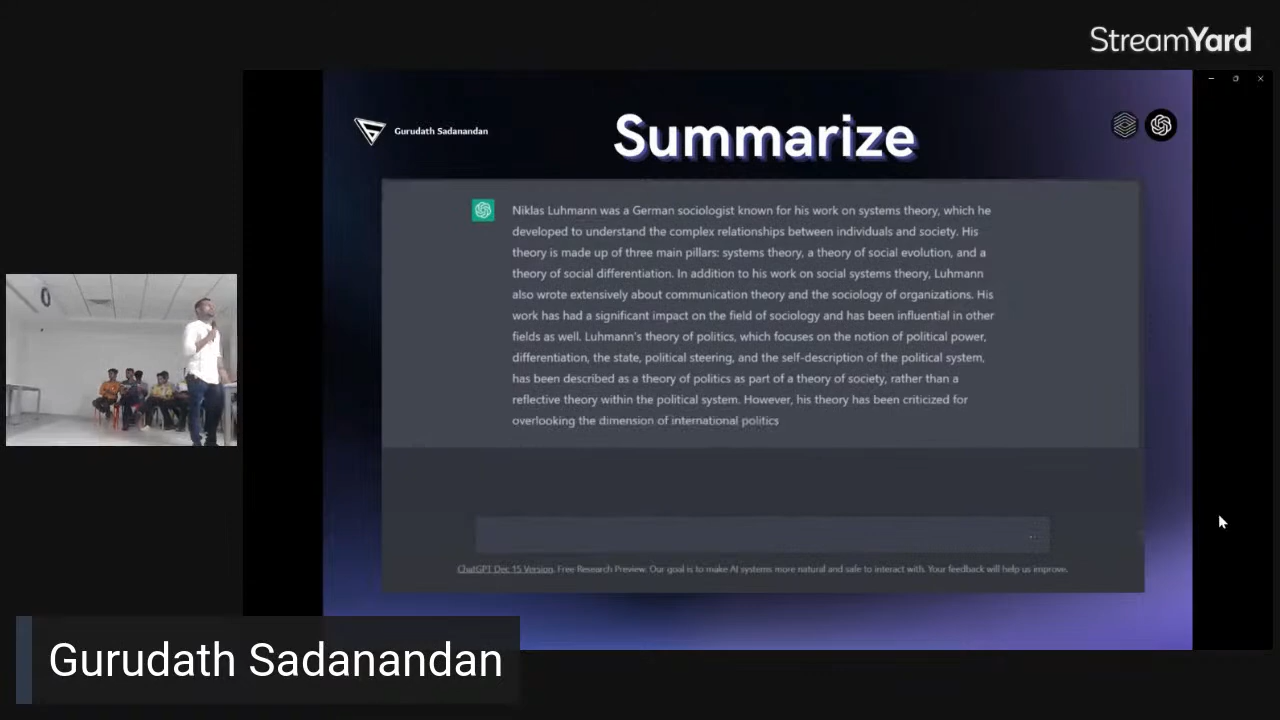 StreamYard
Gurudath Sadanandan
Summarize
Niklas Luhmann was a German sociologist known for his work on systems theory, which he
developed to understand the complex relationships between individuals and society. His
theory is made up of three main pillars: systems theory, a theory of social evolution, and a
theory of social differentiation. In addition to his work on social systems theory, Luhmann
also wrote extensively about communication theory and the sociology of organizations. His
work has had a significant impact on the field of sociology and has been influential in other
fields as well. Luhmann's theory of politics, which focuses on the notion of political power,
differentiation, the state, political steering, and the self-description of the political system,
has been described as a theory of politics as part of a theory of society, rather than a
reflective theory within the political system. However, his theory has been criticized for
overlooking the dimension of international politics
ChatGPT Dec 15 Version. Free Research Preview. Our goal is to make AI systems more natural and safe to interact with. Your feedback will help us improve.
Gurudath Sadanandan